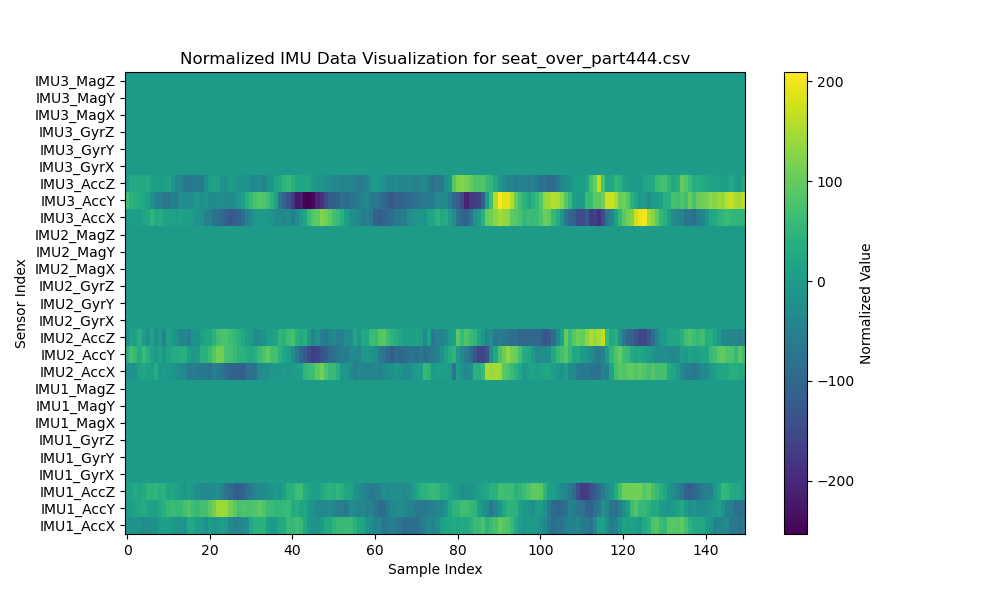 Normalized IMU Data Visualization for seat_over_part444.csv
IMU3_MagZ
IMU3_MagY
IMU3_MagX
IMU3_GyrZ
IMU3_GyrY
IMU3_GyrX
IMU3_AccZ
IMU3_AccY
IMU3_AccX
IMU2_MagZ
IMU2_MagY
IMU2_MagX
IMU2_GyrZ
IMU2_GyrY
IMU2_GyrX
IMU2_AccZ
IMU2_AccY
IMU2_AccX
IMU1_MagZ
IMU1_MagY
IMU1_MagX
IMU1_GyrZ
IMU1_GyrY
IMU1_GyrX
IMU1_AccZ
IMU1_AccY
IMU1_AccX
Sensor Index
0 20 40 60 80 100 120 140
Sample Index
200
100
0
−100
−200
Normalized Value